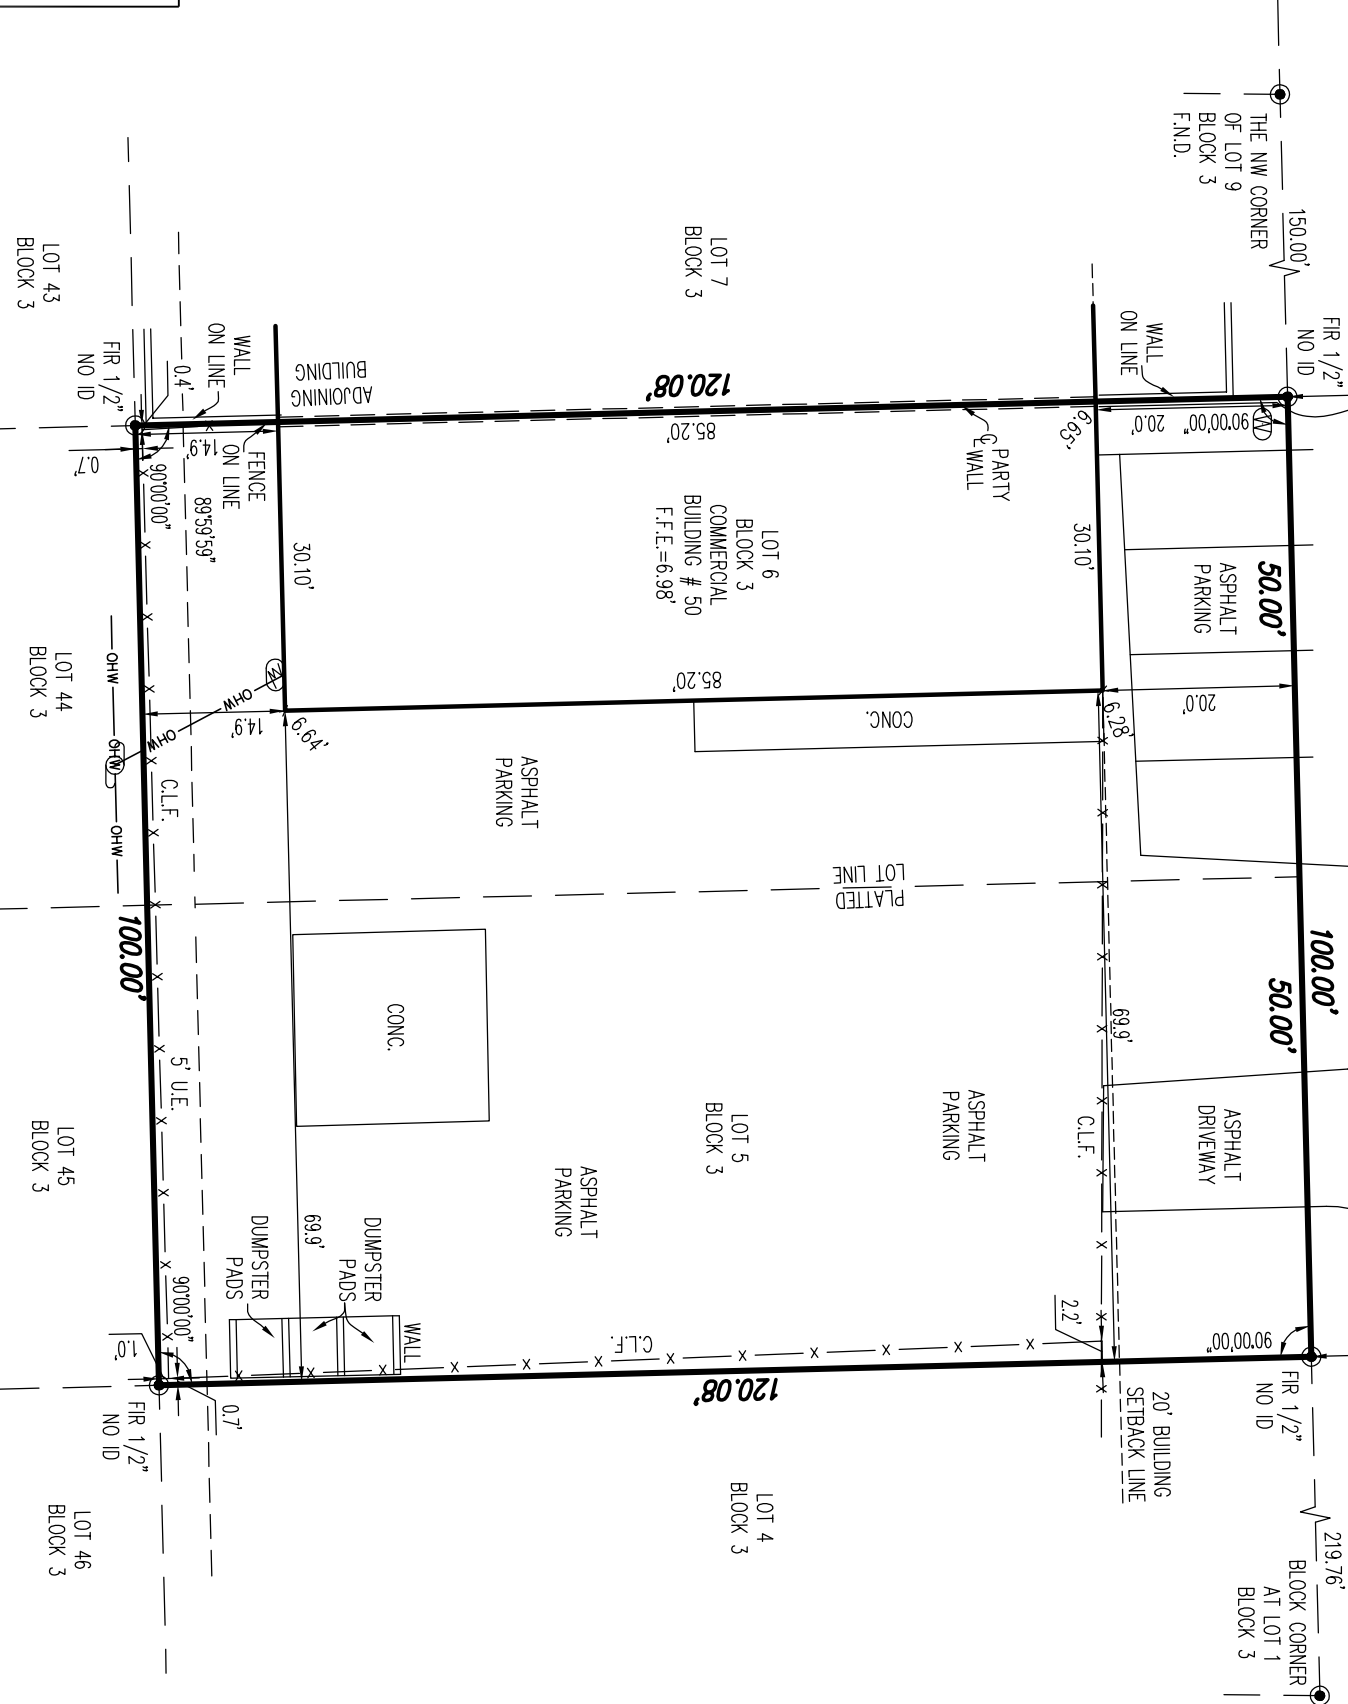 THE NW CORNER
OF LOT 9
BLOCK 3
F.N.D.
150.00'
FIR 1/2"
NO ID
WALL
ON LINE
90°00'00"
W
20.0'
6.63'
LOT 7
BLOCK 3
120.08'
85.20'
PARTY
WALL
℄
ADJOINING
BUILDING
WALL
ON LINE
0.4'
FIR 1/2"
NO ID
LOT 43
BLOCK 3
FENCE
ON LINE
14.9'
0.7'
90°00'00"
89°59'59"
30.10'
LOT 6
BLOCK 3
COMMERCIAL
BUILDING # 50
F.F.E.=6.98'
30.10'
50.00'
ASPHALT
PARKING
20.0'
6.28'
85.20'
CONC.
W
OHW
OHW
OHW
OHW
OHW
14.9'
6.64'
C.L.F.
LOT 44
BLOCK 3
ASPHALT
PARKING
PLATTED
LOT LINE
100.00'
50.00'
69.9'
ASPHALT
DRIVEWAY
C.L.F.
ASPHALT
PARKING
LOT 5
BLOCK 3
CONC.
100.00'
5' U.E.
LOT 45
BLOCK 3
ASPHALT
PARKING
69.9'
DUMPSTER
PADS
DUMPSTER
PADS
WALL
C.L.F.
2.2'
90°00'00"
90°00'00"
1.0'
0.7'
120.08'
20' BUILDING
SETBACK LINE
FIR 1/2"
NO ID
FIR 1/2"
NO ID
LOT 4
BLOCK 3
LOT 46
BLOCK 3
219.76'
BLOCK CORNER
AT LOT 1
BLOCK 3